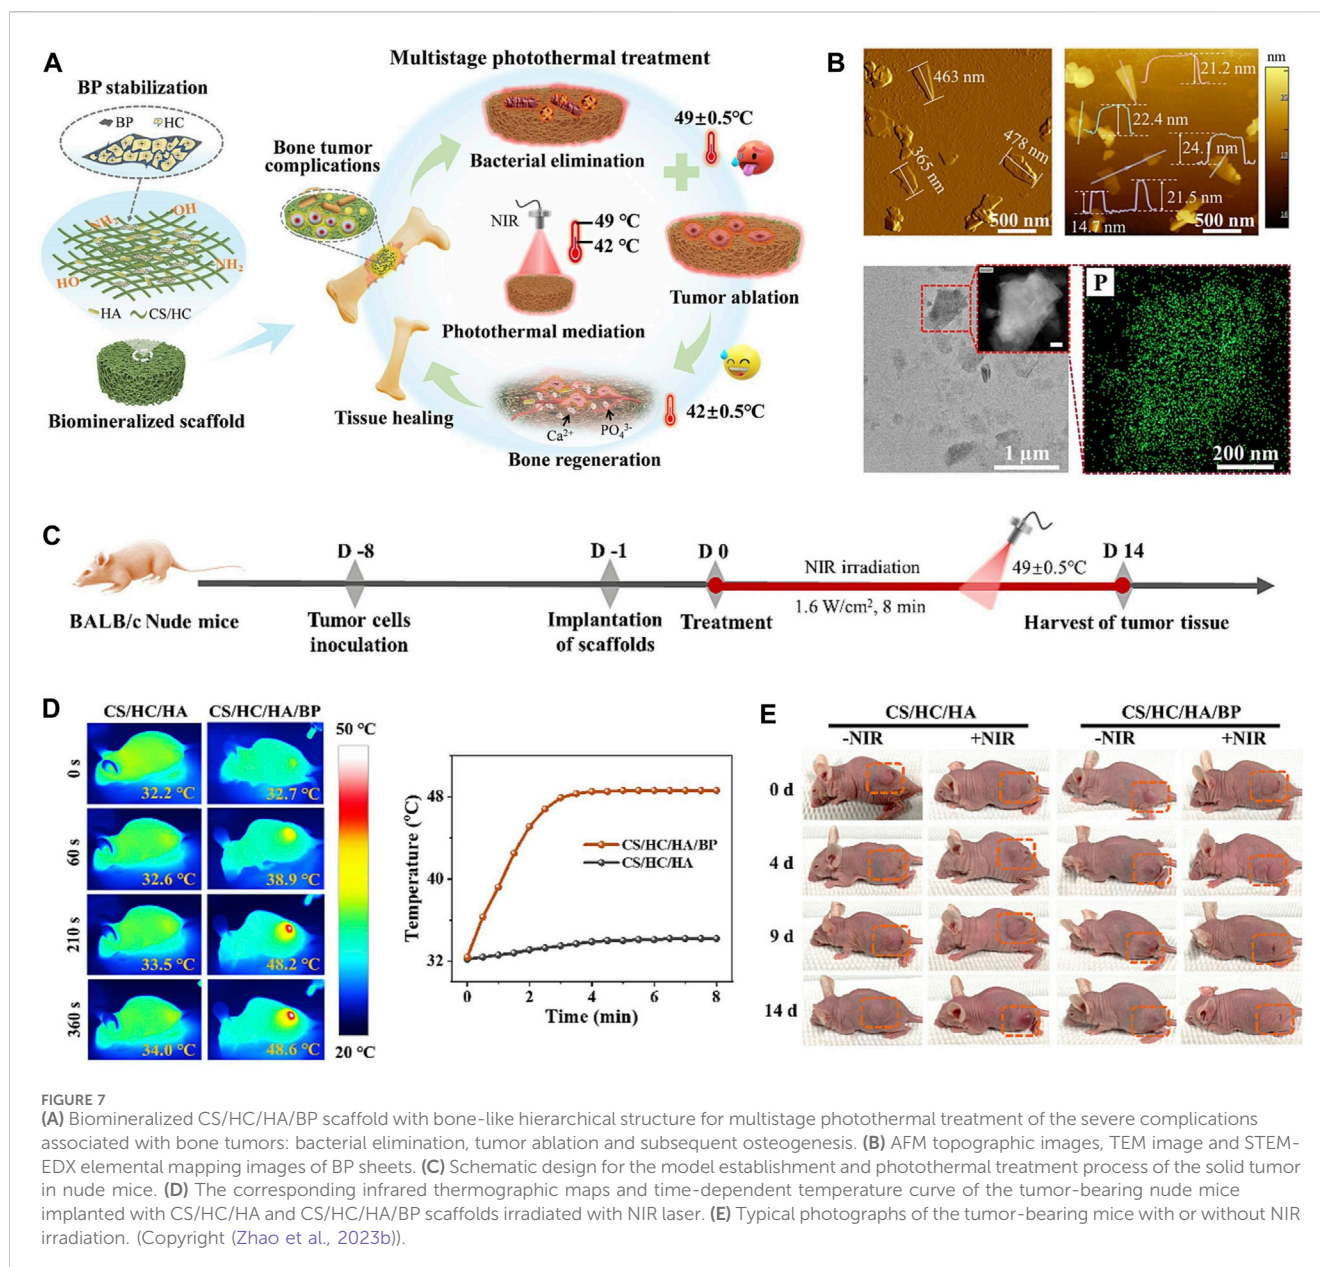 A
BP stabilization
BP HC
NH2
OH
NH2
HO
HA CS/HC
Biomineralized scaffold
Multistage photothermal treatment
Bone tumor
complications
Bacterial elimination
49±0.5°C
NIR
49 °C
42 °C
Photothermal mediation
Tumor ablation
Tissue healing
42±0.5°C
Ca2+
PO43-
Bone regeneration
B
463 nm
365 nm
478 nm
500 nm
21.2 nm
22.4 nm
24.1 nm
21.5 nm
14.7 nm
500 nm
nm
20
18
16
1 µm
P
200 nm
C
BALB/c Nude mice
D -8
Tumor cells
inoculation
D -1
Implantation
of scaffolds
D 0
Treatment
NIR irradiation
1.6 W/cm2, 8 min
49±0.5°C
D 14
Harvest of tumor tissue
D
CS/HC/HA CS/HC/HA/BP
0 s
32.2 °C 32.7 °C
60 s
32.6 °C 38.9 °C
210 s
33.5 °C 48.2 °C
360 s
34.0 °C 48.6 °C
50 °C
20 °C
Temperature (°C)
48
40
32
CS/HC/HA/BP
CS/HC/HA
0 2 4 6 8
Time (min)
E
CS/HC/HA CS/HC/HA/BP
-NIR +NIR -NIR +NIR
0 d
4 d
9 d
14 d
FIGURE 7
(A) Biomineralized CS/HC/HA/BP scaffold with bone-like hierarchical structure for multistage photothermal treatment of the severe complications
associated with bone tumors: bacterial elimination, tumor ablation and subsequent osteogenesis. (B) AFM topographic images, TEM image and STEM-
EDX elemental mapping images of BP sheets. (C) Schematic design for the model establishment and photothermal treatment process of the solid tumor
in nude mice. (D) The corresponding infrared thermographic maps and time-dependent temperature curve of the tumor-bearing nude mice
implanted with CS/HC/HA and CS/HC/HA/BP scaffolds irradiated with NIR laser. (E) Typical photographs of the tumor-bearing mice with or without NIR
irradiation. (Copyright (Zhao et al., 2023b)).